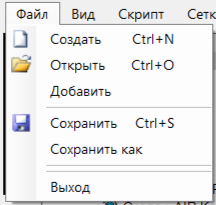 Файл Вид Скрипт Сетк
Создать Ctrl+N
Открыть Ctrl+O
Добавить
Сохранить Ctrl+S
Сохранить как
Выход